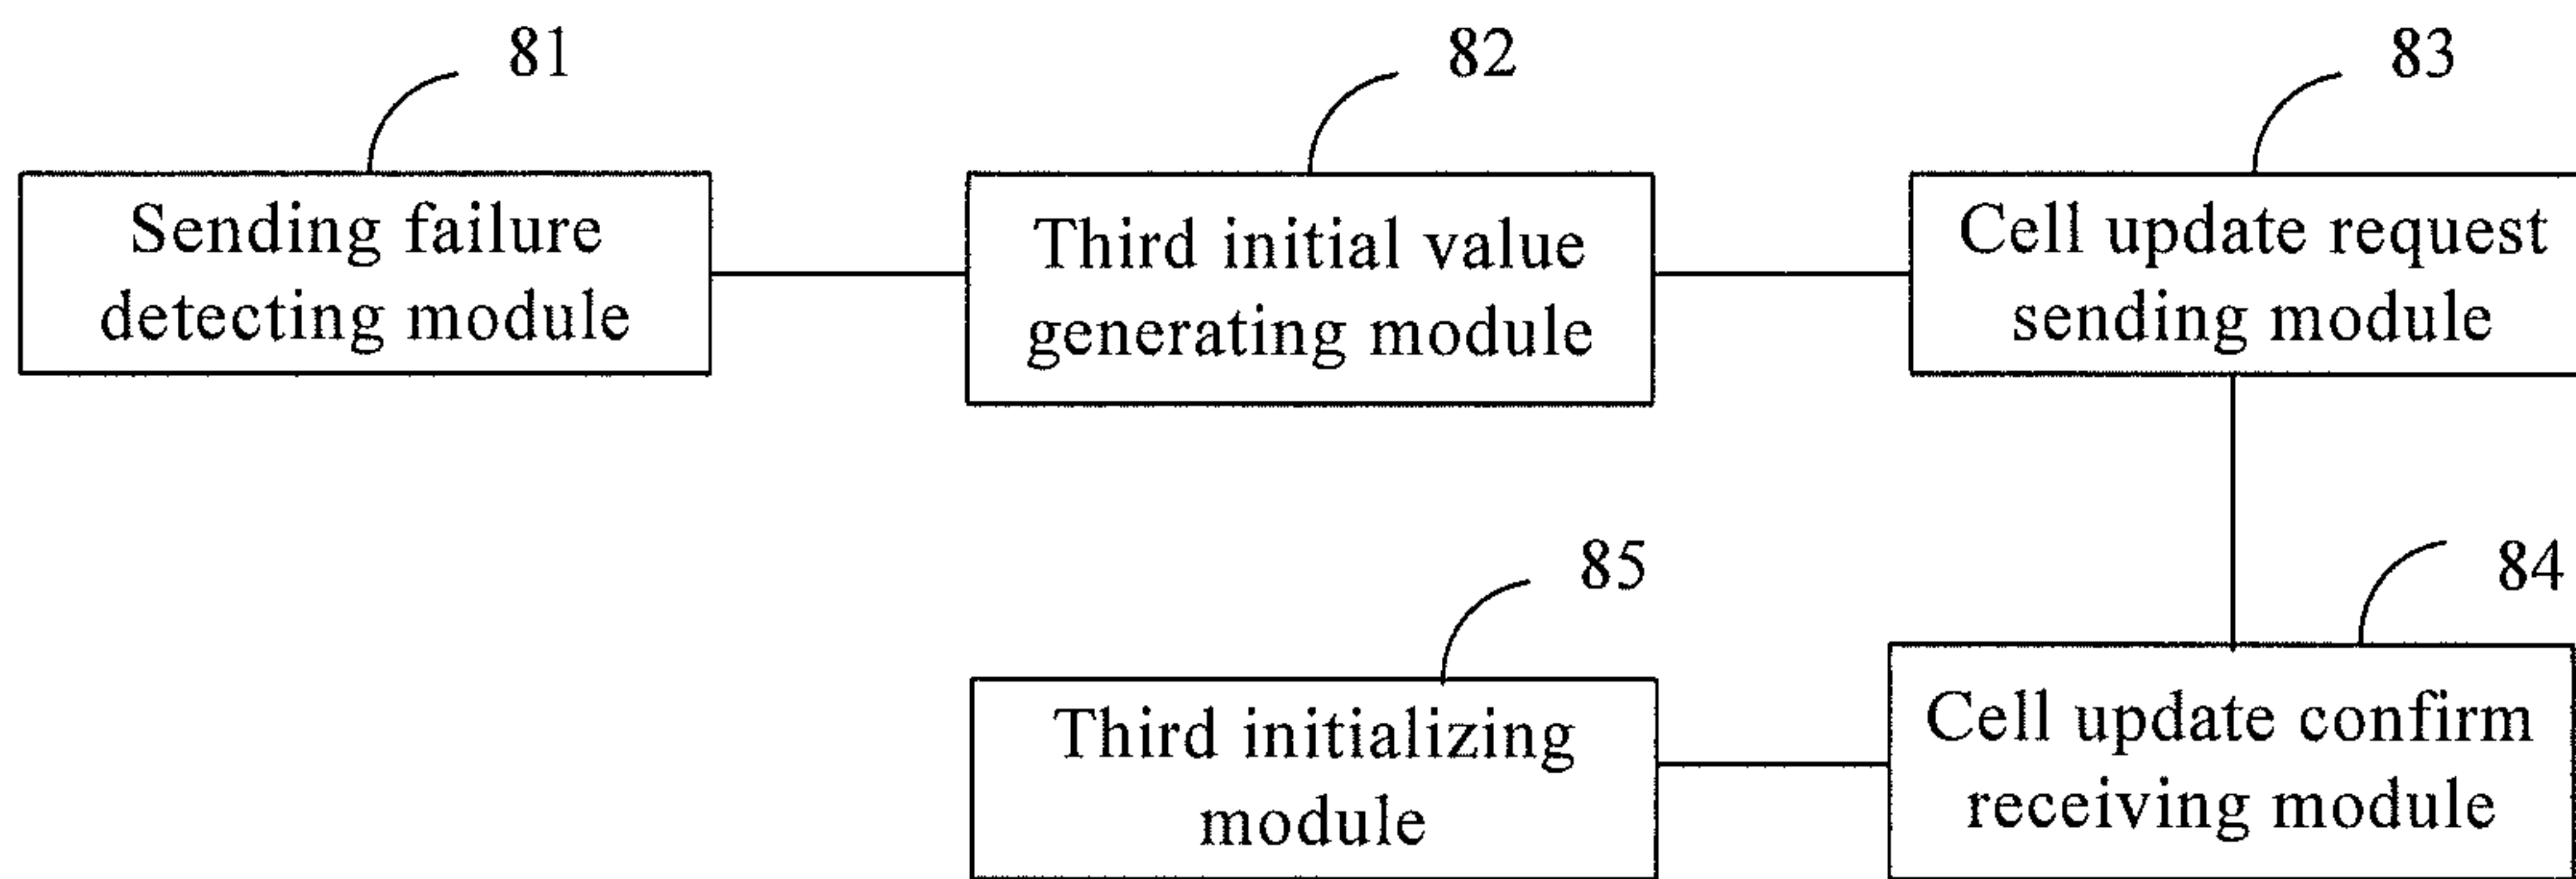 81
82
83
Sending failure
detecting module
Third initial value
generating module
Cell update request
sending module
85
84
Third initializing
module
Cell update confirm
receiving module